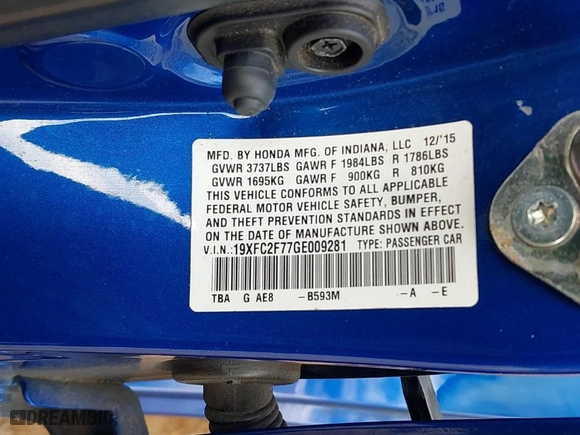 MFD. BY HONDA MFG. OF INDIANA, LLC 12/'15
GVWR 3737LBS GAWR F 1984LBS R 1786LBS
GVWR 1695KG GAWR F 900KG R 810KG
THIS VEHICLE CONFORMS TO ALL APPLICABLE
FEDERAL MOTOR VEHICLE SAFETY, BUMPER,
AND THEFT PREVENTION STANDARDS IN EFFECT
ON THE DATE OF MANUFACTURE SHOWN ABOVE.
V.I.N.:19XFC2F77GE009281 TYPE: PASSENGER CAR
TBA G AE8 -B593M -A -E
DREAMBID